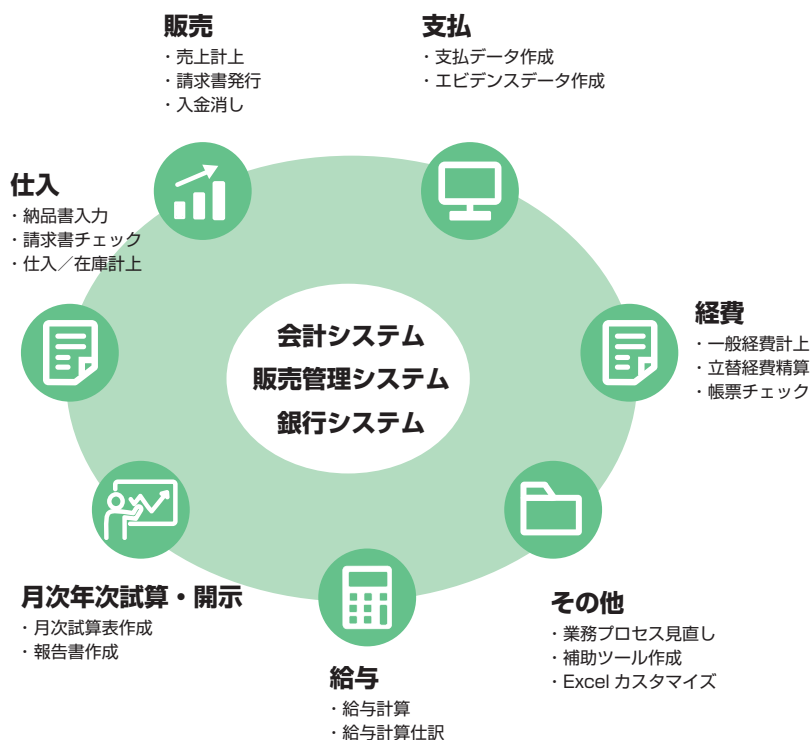 販売
・売上計上
・請求書発行
・入金消し
支払
・支払データ作成
・エビデンスデータ作成
仕入
・納品書入力
・請求書チェック
・仕入／在庫計上
会計システム
販売管理システム
銀行システム
経費
・一般経費計上
・立替経費精算
・帳票チェック
月次年次試算・開示
・月次試算表作成
・報告書作成
給与
・給与計算
・給与計算仕訳
その他
・業務プロセス見直し
・補助ツール作成
・Excel カスタマイズ